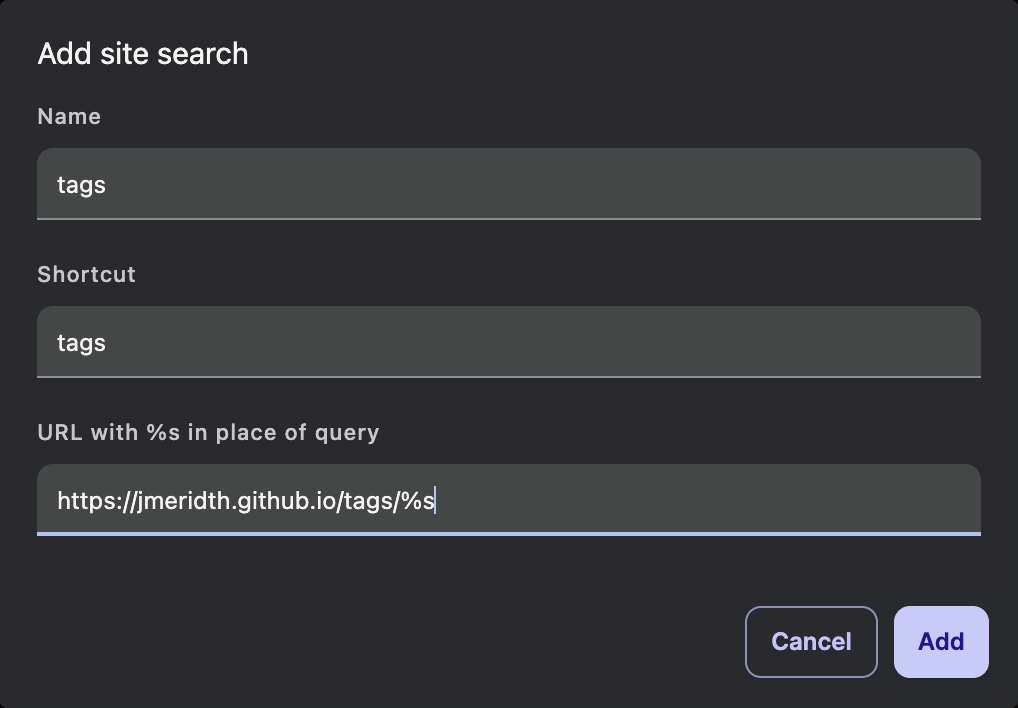 Add site search
Name
tags
Shortcut
tags
URL with %s in place of query
https://jmeridth.github.io/tags/%s
Cancel
Add